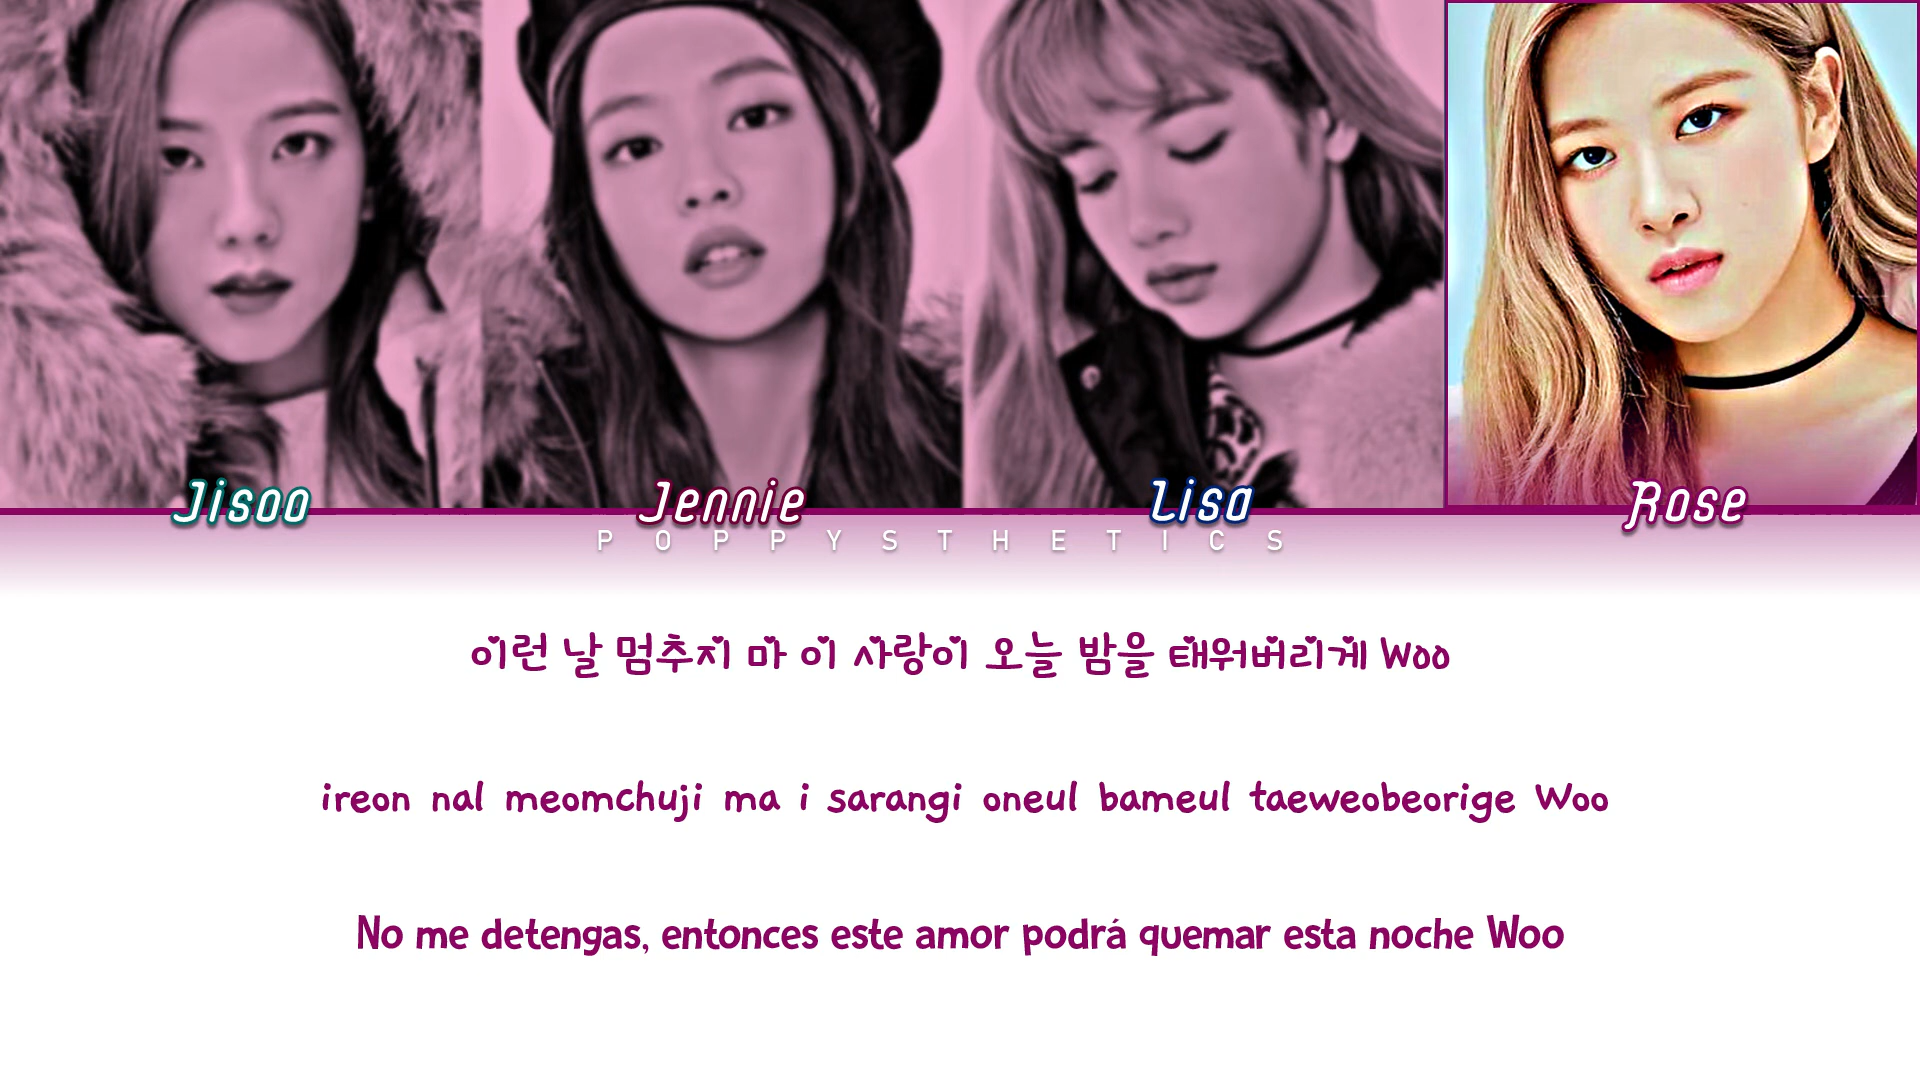 Jisoo
Jennie
Lisa
Rose
POPPYSTHETICS
이런 날 멈추지 마 이 사랑이 오늘 밤을 태워버리게 Woo
ireon nal meomchuji ma i sarangi oneul bameul taeweobeorige Woo
No me detengas, entonces este amor podrá quemar esta noche Woo